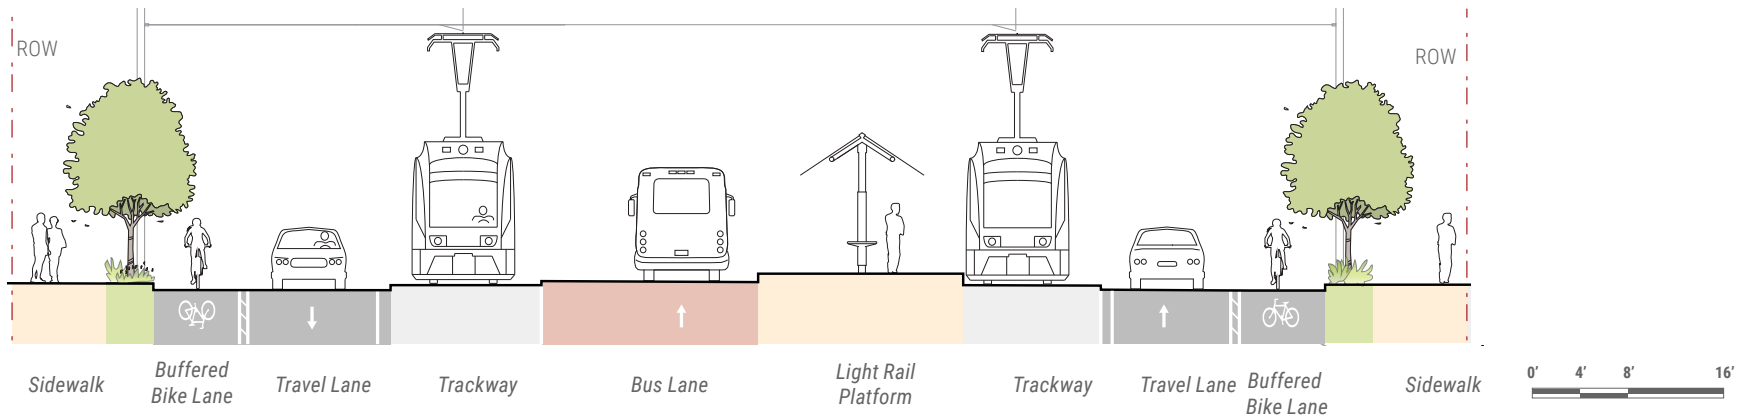 ROW
ROW
Sidewalk
Buffered
Bike Lane
Travel Lane
Trackway
Bus Lane
Light Rail
Platform
Trackway
Travel Lane
Buffered
Bike Lane
Sidewalk
0' 4' 8' 16'